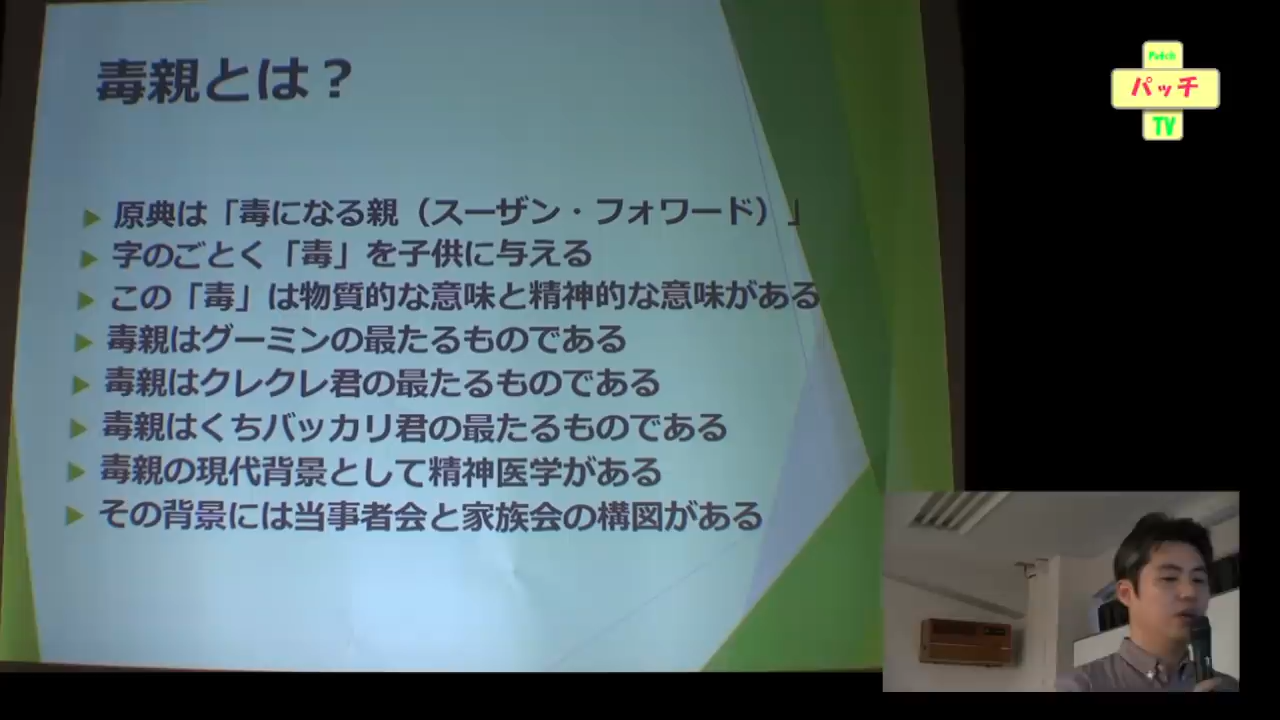 毒親とは？
原典は「毒になる親（スーザン・フォワード）」
字のごとく「毒」を子供に与える
この「毒」は物質的な意味と精神的な意味がある
毒親はグーミンの最たるものである
毒親はクレクレ君の最たるものである
毒親はくちバッカリ君の最たるものである
毒親の現代背景として精神医学がある
その背景には当事者会と家族会の構図がある
Patch
パッチ
TV